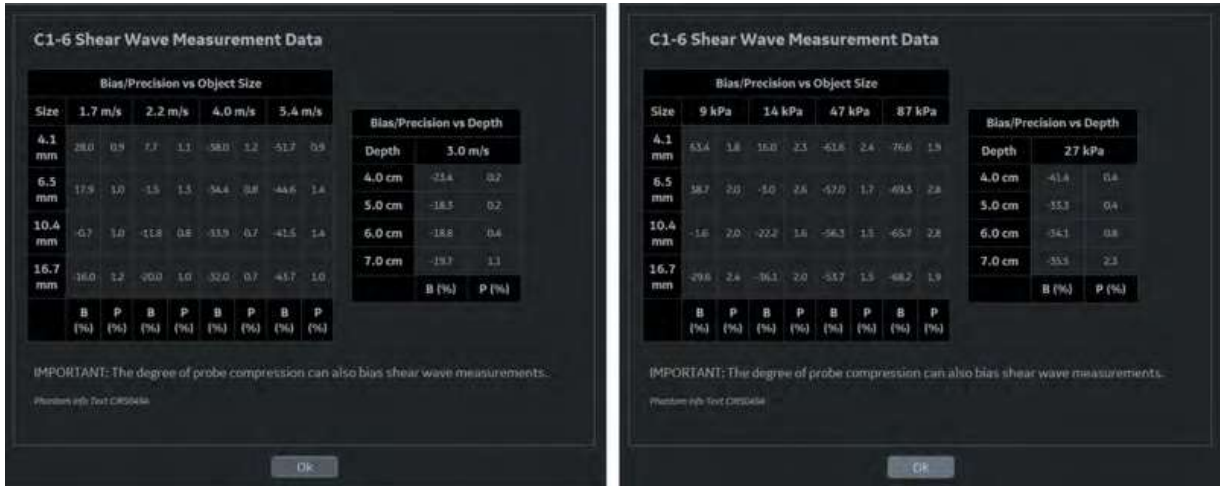 C1-6 Shear Wave Measurement Data
Bias/Precision vs Object Size
Size 1.7 m/s 2.2 m/s 4.0 m/s 5.4 m/s
4.1 mm 28.0 0.9 7.7 1.1 -38.0 1.2 -51.7 0.9
6.5 mm 17.9 1.0 -1.5 1.3 -34.4 0.8 -44.6 1.4
10.4 mm -0.7 1.0 -11.8 0.8 -33.9 0.7 -41.5 1.4
16.7 mm -16.0 1.2 -20.0 1.0 -32.0 0.7 -43.7 1.0
B (%) P (%) B (%) P (%) B (%) P (%) B (%) P (%)
Bias/Precision vs Depth
Depth 3.0 m/s
4.0 cm -23.4 0.2
5.0 cm -18.3 0.2
6.0 cm -18.8 0.4
7.0 cm -19.7 1.1
B (%) P (%)
IMPORTANT: The degree of probe compression can also bias shear wave measurements.
Phantom info Text CIRS049A
Ok
C1-6 Shear Wave Measurement Data
Bias/Precision vs Object Size
Size 9 kPa 14 kPa 47 kPa 87 kPa
4.1 mm 63.4 1.8 16.0 2.3 -61.6 2.4 -76.6 1.9
6.5 mm 38.7 2.0 -3.0 2.6 -57.0 1.7 -69.3 2.8
10.4 mm -1.6 2.0 -22.2 1.6 -56.3 1.5 -65.7 2.8
16.7 mm -29.6 2.4 -36.1 2.0 -53.7 1.5 -68.2 1.9
B (%) P (%) B (%) P (%) B (%) P (%) B (%) P (%)
Bias/Precision vs Depth
Depth 27 kPa
4.0 cm -41.4 0.4
5.0 cm -33.3 0.4
6.0 cm -34.1 0.8
7.0 cm -35.5 2.3
B (%) P (%)
IMPORTANT: The degree of probe compression can also bias shear wave measurements.
Phantom info Text CIRS049A
Ok